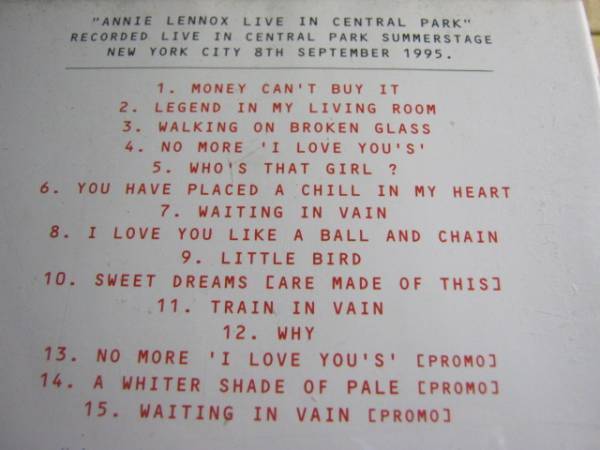 "ANNIE LENNOX LIVE IN CENTRAL PARK"
RECORDED LIVE IN CENTRAL PARK SUMMERSTAGE
NEW YORK CITY 8TH SEPTEMBER 1995.
1. MONEY CAN'T BUY IT
2. LEGEND IN MY LIVING ROOM
3. WALKING ON BROKEN GLASS
4. NO MORE 'I LOVE YOU'S'
5. WHO'S THAT GIRL ?
6. YOU HAVE PLACED A CHILL IN MY HEART
7. WAITING IN VAIN
8. I LOVE YOU LIKE A BALL AND CHAIN
9. LITTLE BIRD
10. SWEET DREAMS [ARE MADE OF THIS]
11. TRAIN IN VAIN
12. WHY
13. NO MORE 'I LOVE YOU'S' [PROMO]
14. A WHITER SHADE OF PALE [PROMO]
15. WAITING IN VAIN [PROMO]